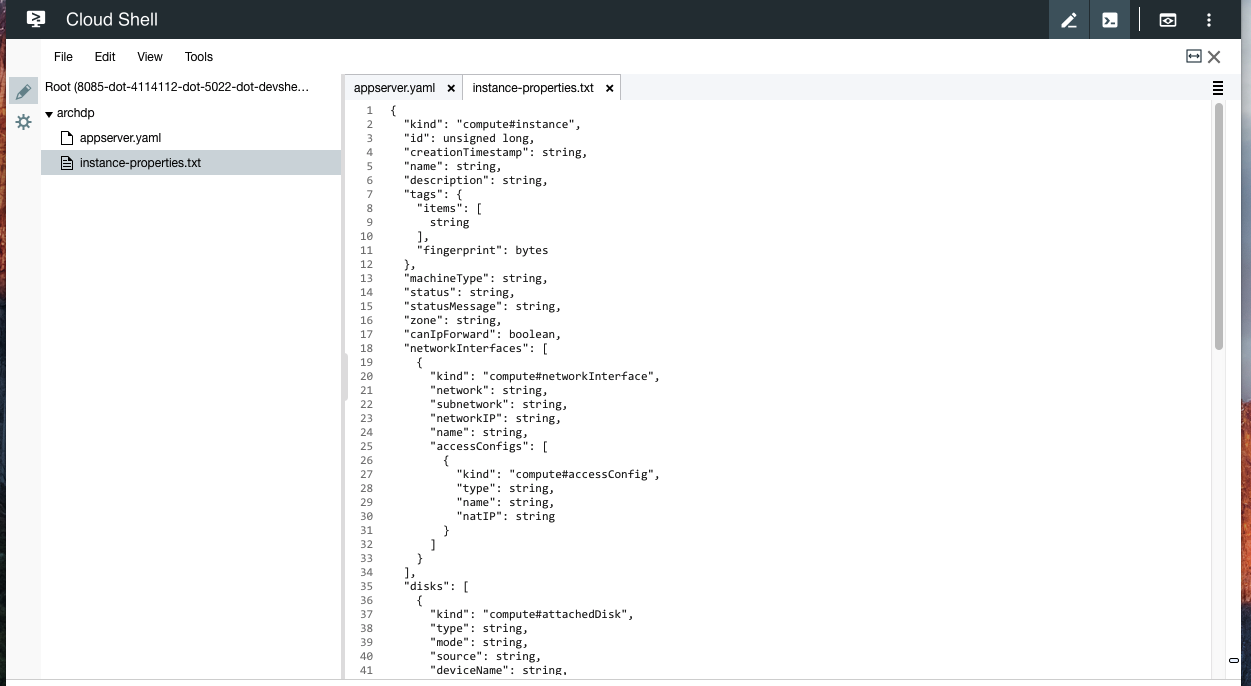 Cloud Shell
File Edit View Tools
Root (8085-dot-4114112-dot-5022-dot-devshe...
archdp
appserver.yaml
instance-properties.txt
appserver.yaml × instance-properties.txt ×
1 {
2 "kind": "compute#instance",
3 "id": unsigned long,
4 "creationTimestamp": string,
5 "name": string,
6 "description": string,
7 "tags": {
8 "items": [
9 string
10 ],
11 "fingerprint": bytes
12 },
13 "machineType": string,
14 "status": string,
15 "statusMessage": string,
16 "zone": string,
17 "canIpForward": boolean,
18 "networkInterfaces": [
19 {
20 "kind": "compute#networkInterface",
21 "network": string,
22 "subnetwork": string,
23 "networkIP": string,
24 "name": string,
25 "accessConfigs": [
26 {
27 "kind": "compute#accessConfig",
28 "type": string,
29 "name": string,
30 "natIP": string
31 }
32 ]
33 }
34 ],
35 "disks": [
36 {
37 "kind": "compute#attachedDisk",
38 "type": string,
39 "mode": string,
40 "source": string,
41 "deviceName": string,